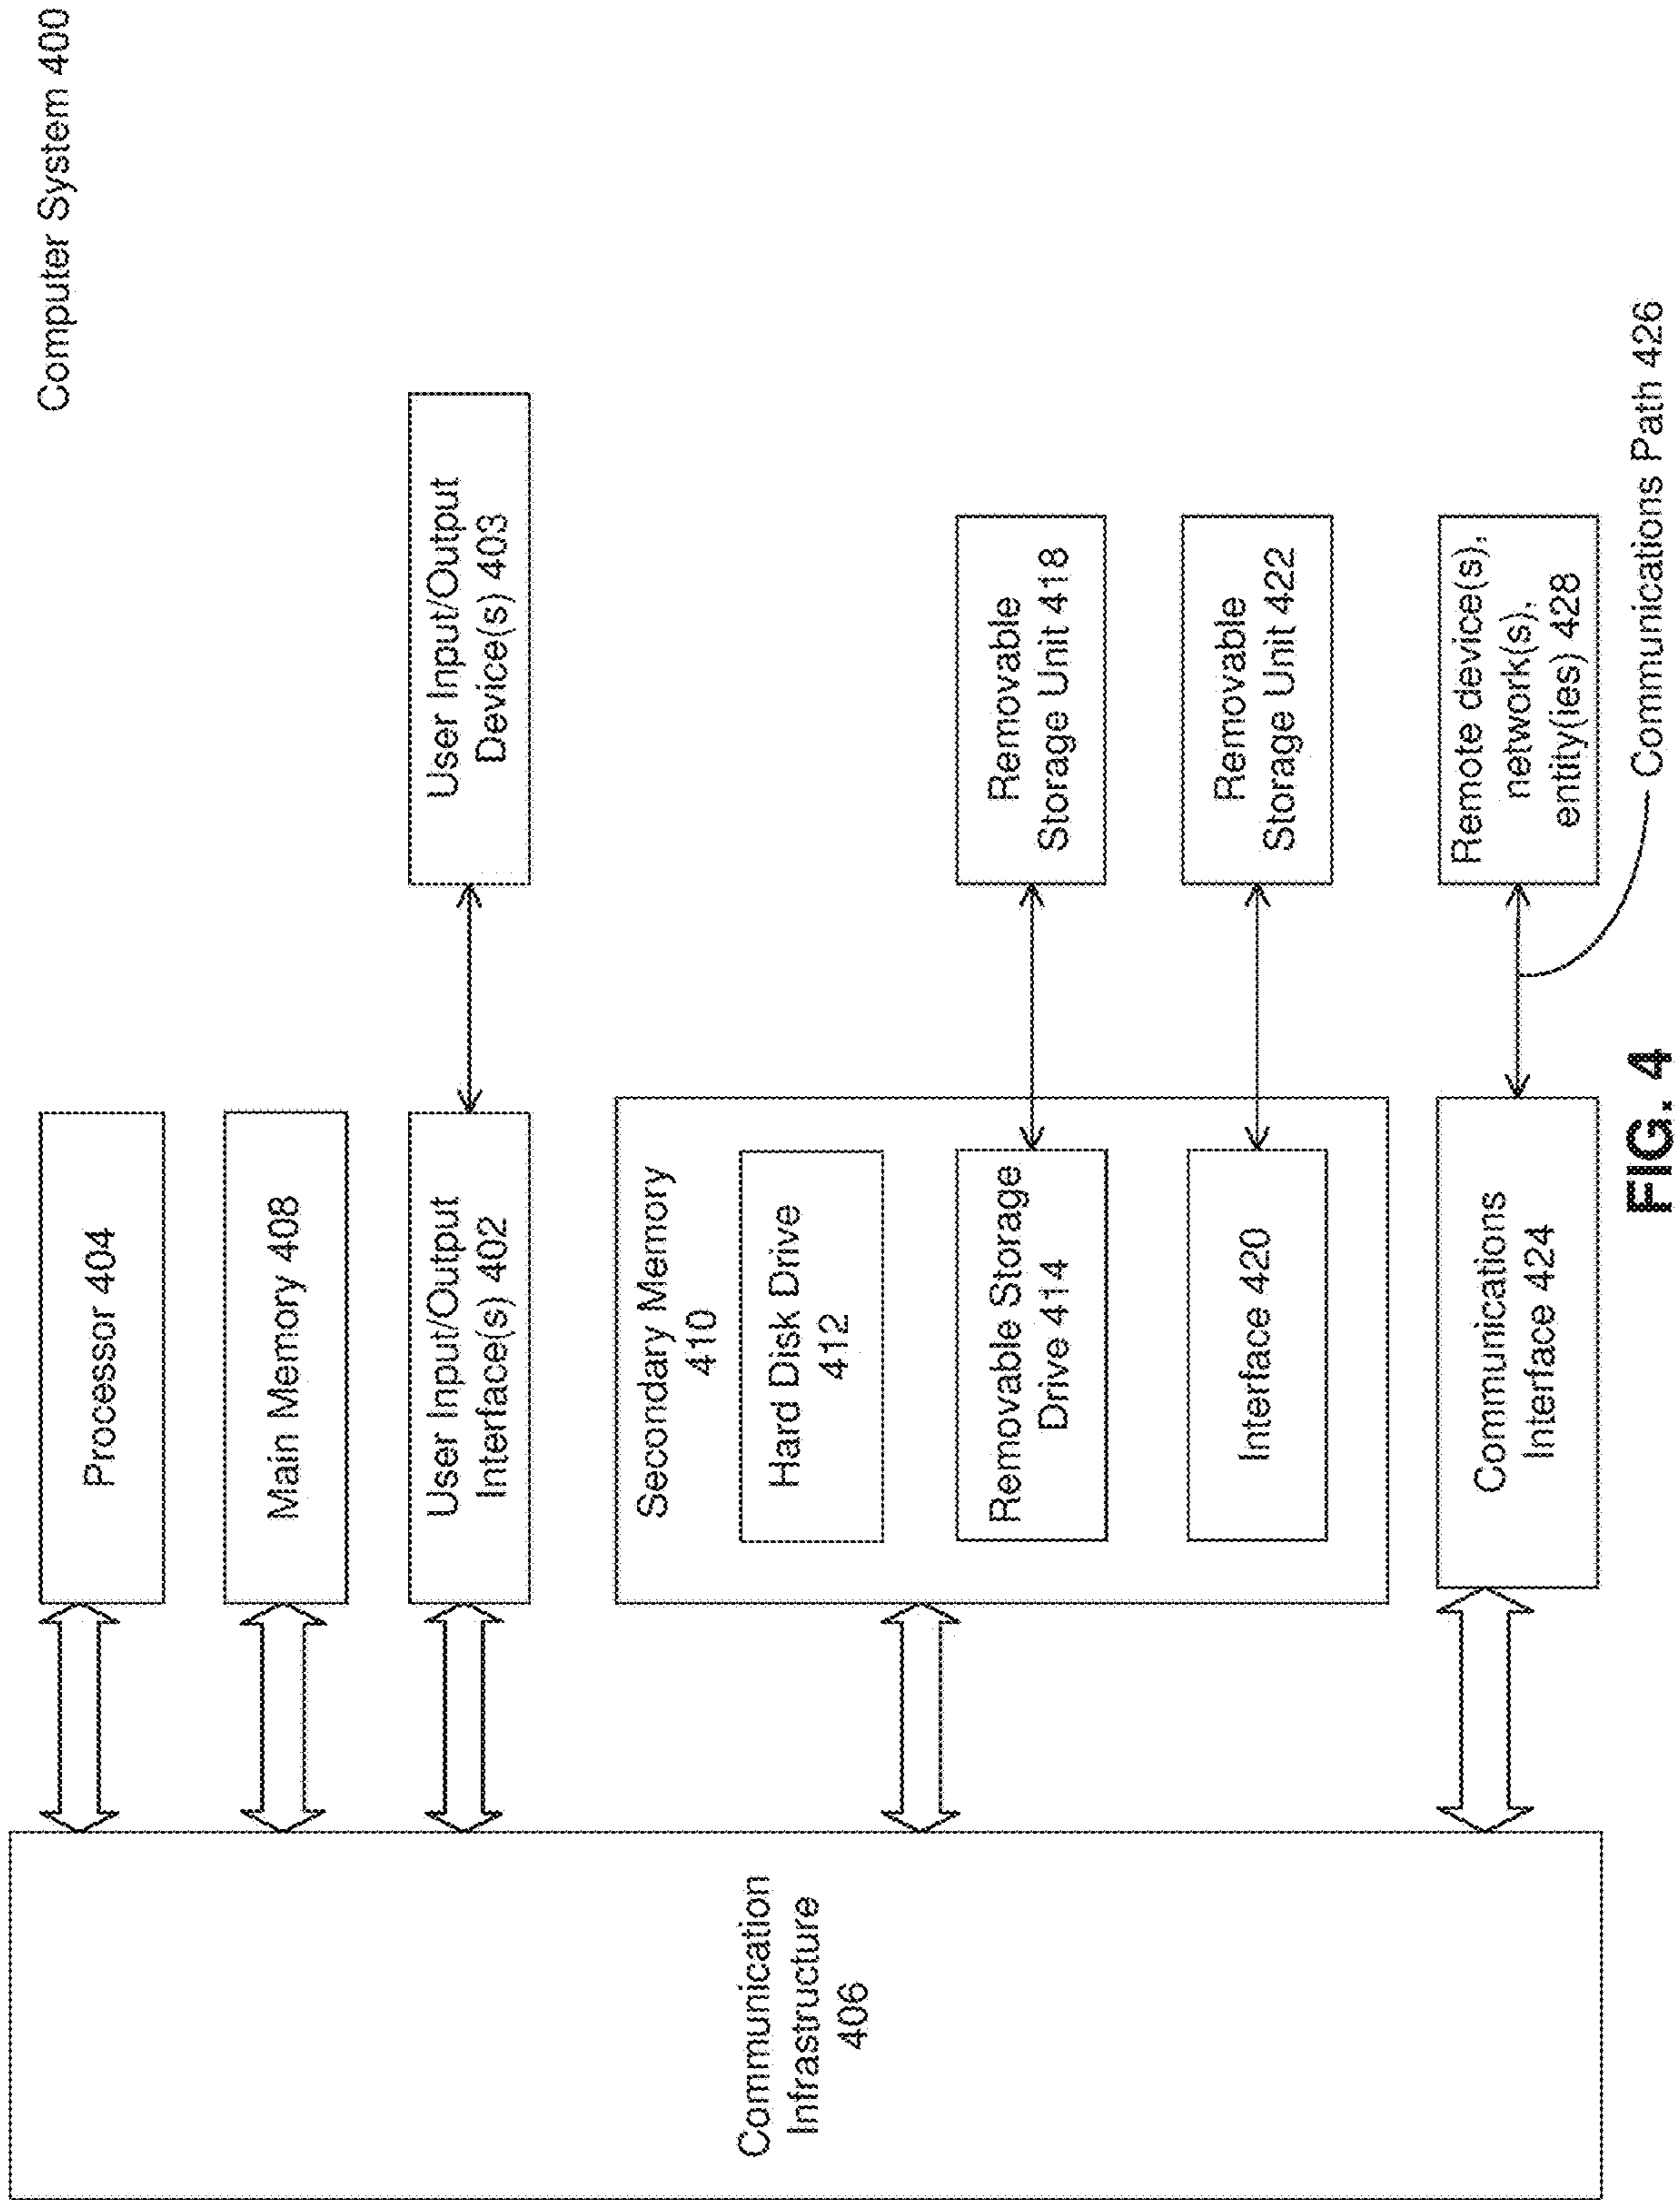 Computer System 400
Processor 404
Main Memory 408
User Input/Output
Interface(s) 402
User Input/Output
Device(s) 403
Communication
Infrastructure
406
Secondary Memory
410
Hard Disk Drive
412
Removable Storage
Drive 414
Removable
Storage Unit 418
Interface 420
Removable
Storage Unit 422
Communications
Interface 424
Remote device(s),
network(s),
entity(ies) 428
Communications Path 426
FIG. 4